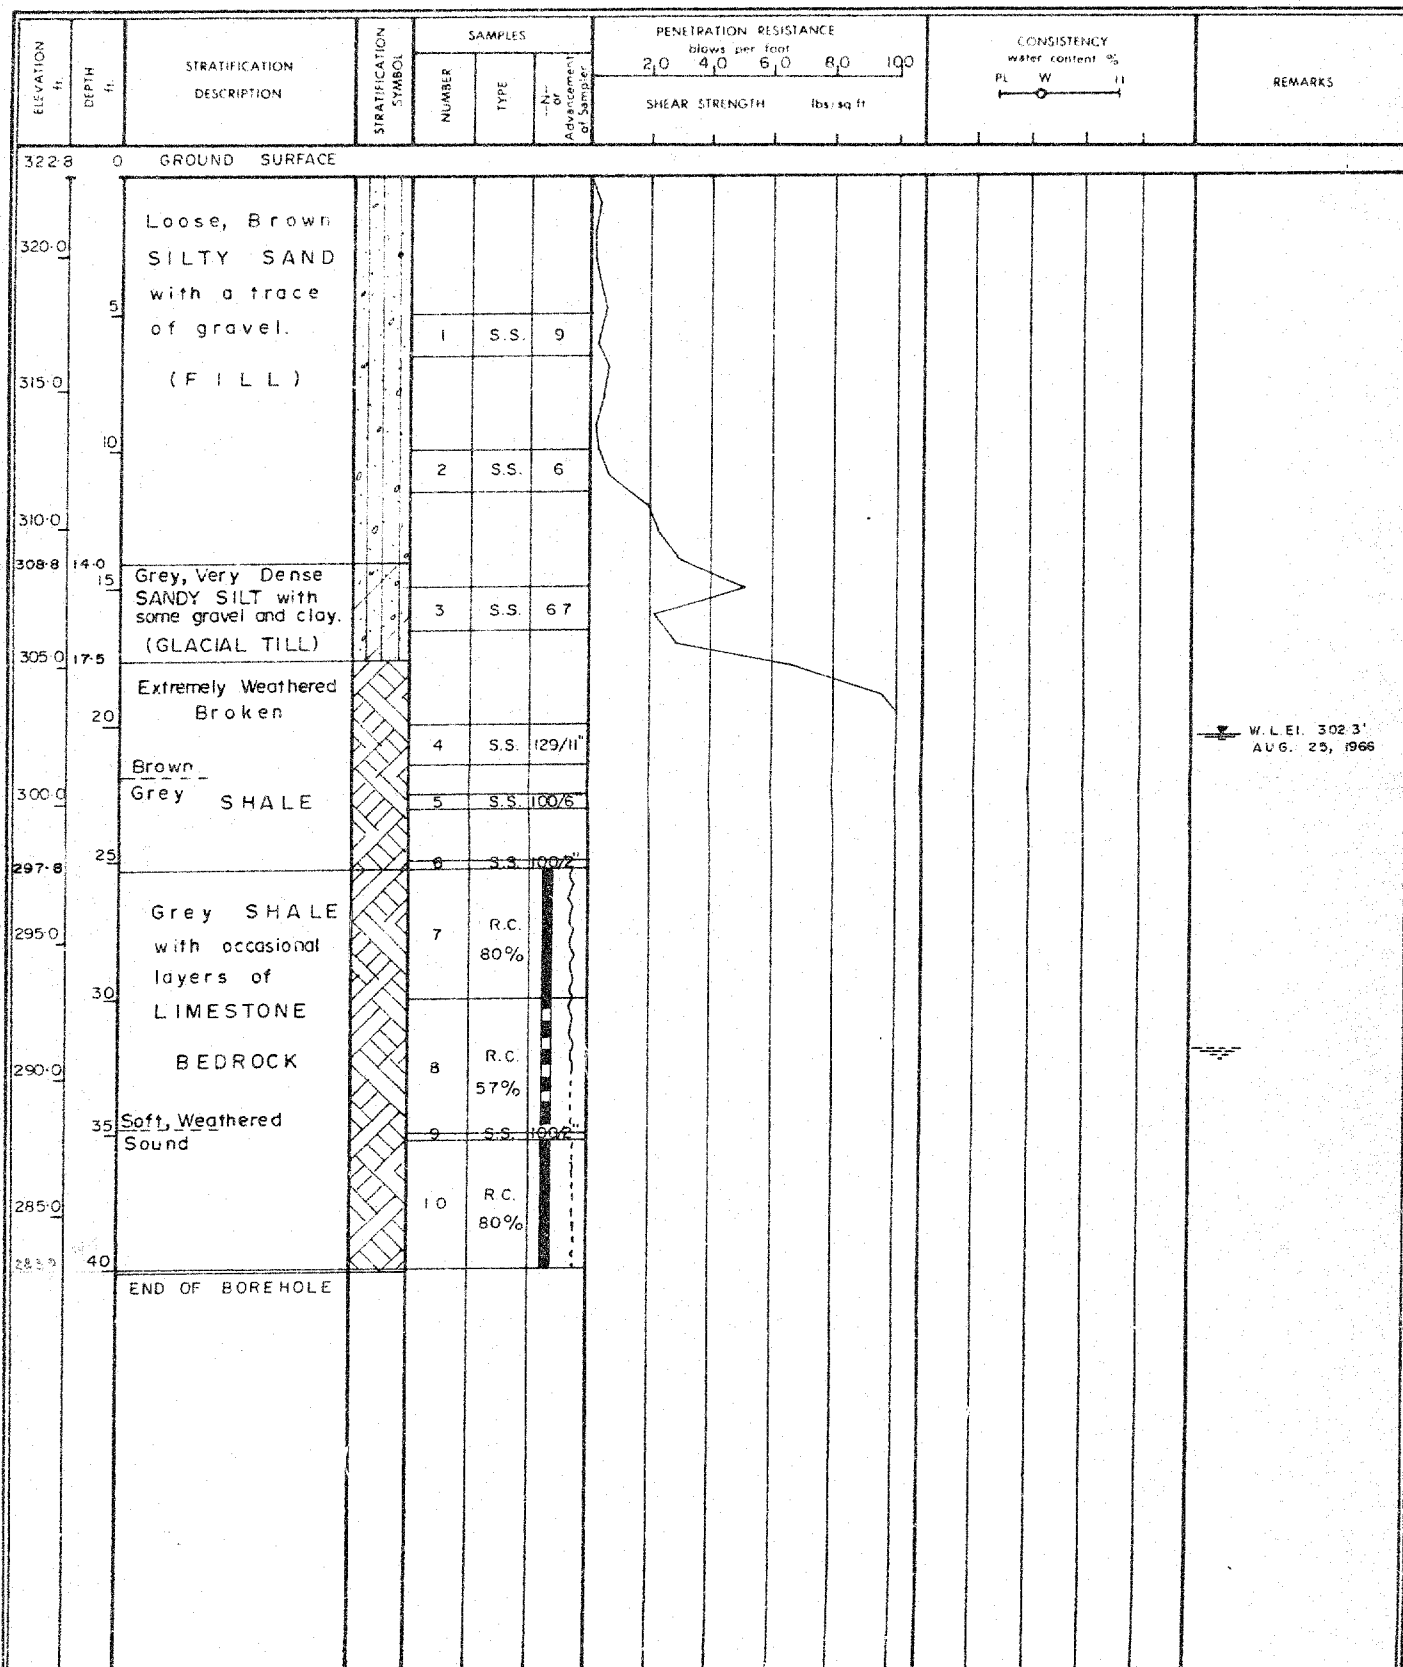 ELEVATION ft.
DEPTH ft.
STRATIFICATION
DESCRIPTION
STRATIFICATION
SYMBOL
SAMPLES
NUMBER
TYPE
--N--
or
Advancement
of Sampler
PENETRATION RESISTANCE
blows per foot
20 40 60 80 100
SHEAR STRENGTH lbs/sq ft
CONSISTENCY
water content %
PL W
REMARKS
322.8 0 GROUND SURFACE
Loose, Brown
320.0 SILTY SAND
with a trace
5
of gravel.
1 S.S. 9
315.0 (FILL)
10
2 S.S. 6
310.0
308.8 14.0
15
Grey, Very Dense
SANDY SILT with
some gravel and clay.
3 S.S. 67
(GLACIAL TILL)
305.0 17.5
Extremely Weathered
Broken
20
4 S.S. 129/11"
W.L.El. 302.3'
AUG. 25, 1966
Brown
Grey
300.0 SHALE
5 S.S. 100/6"
25
6 S.S. 100/2"
297.8
Grey SHALE
295.0 with occasional
7 R.C.
80%
layers of
30
LIMESTONE
BEDROCK
290.0
8 R.C.
57%
Soft, Weathered
35
9 S.S. 100/2"
Sound
285.0
10 R.C.
80%
40
END OF BOREHOLE